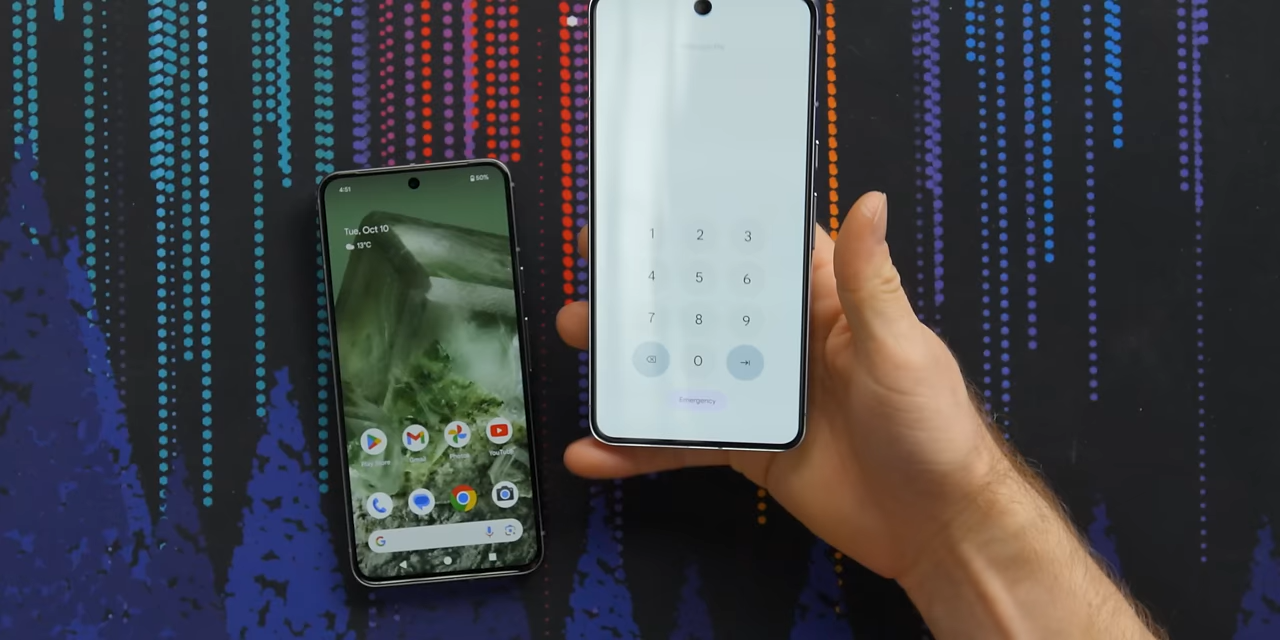 4:51
50%
Tue, Oct 10
13°C
Play Store
Gmail
Photos
YouTube
G
1 2 3
4 5 6
7 8 9
0
Emergency